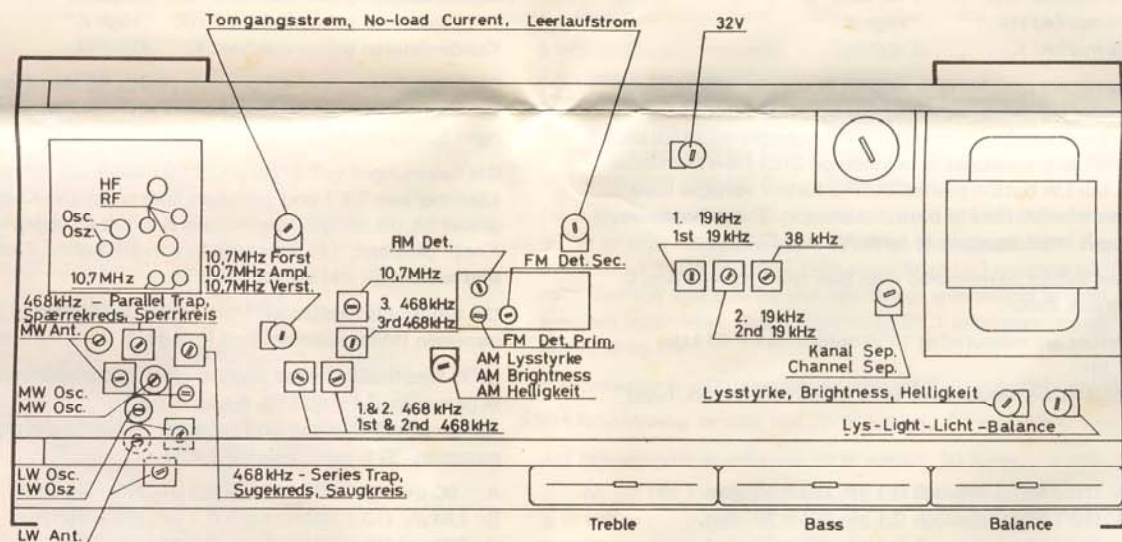 Tomgangsstrøm, No-load Current, Leerlaufstrom
32V
HF
RF
Osc.
Osz.
10,7MHz
468kHz – Parallel Trap,
Spærrekreds, Sperrkreis
MW Ant.
MW Osc.
MW Osc.
LW Osc.
LW Osz
LW Ant.
10,7MHz Forst
10,7MHz Ampl.
10,7MHz Verst.
RM Det.
10,7MHz
3. 468kHz
3rd 468kHz
FM Det. Sec.
FM Det. Prim.
AM Lysstyrke
AM Brightness
AM Helligkeit
1.& 2. 468 kHz
1st & 2nd 468kHz
468kHz – Series Trap,
Sugekreds, Saugkreis.
1. 19kHz
1st 19kHz
38 kHz
2. 19kHz
2nd 19kHz
Kanal Sep.
Channel Sep.
Lysstyrke, Brightness, Helligkeit
Lys-Light-Licht-Balance
Treble
Bass
Balance